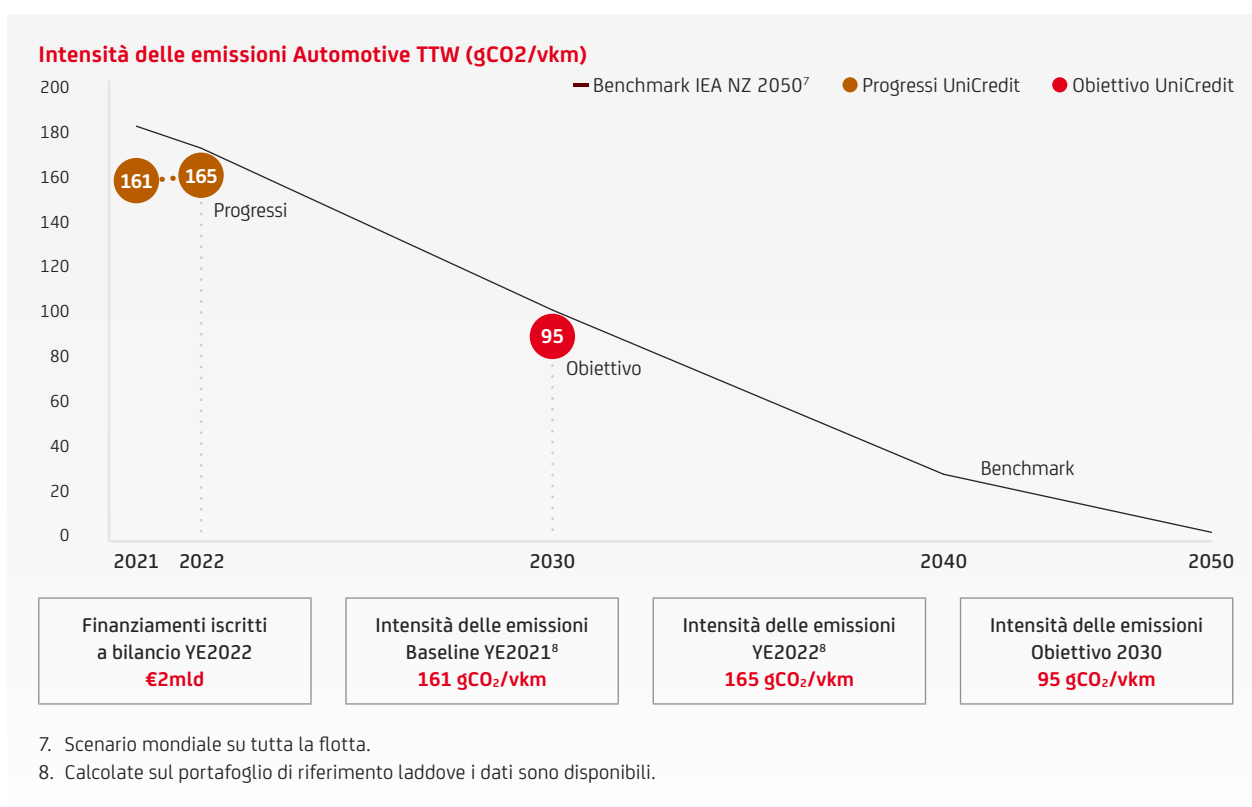 Intensità delle emissioni Automotive TTW (gCO2/vkm)
Benchmark IEA NZ 2050⁷
Progressi UniCredit
Obiettivo UniCredit
200
180
160
140
120
100
80
60
40
20
0
161
165
Progressi
95
Obiettivo
Benchmark
2021
2022
2030
2040
2050
Finanziamenti iscritti
a bilancio YE2022
€2mld
Intensità delle emissioni
Baseline YE2021⁸
161 gCO₂/vkm
Intensità delle emissioni
YE2022⁸
165 gCO₂/vkm
Intensità delle emissioni
Obiettivo 2030
95 gCO₂/vkm
7. Scenario mondiale su tutta la flotta.
8. Calcolate sul portafoglio di riferimento laddove i dati sono disponibili.